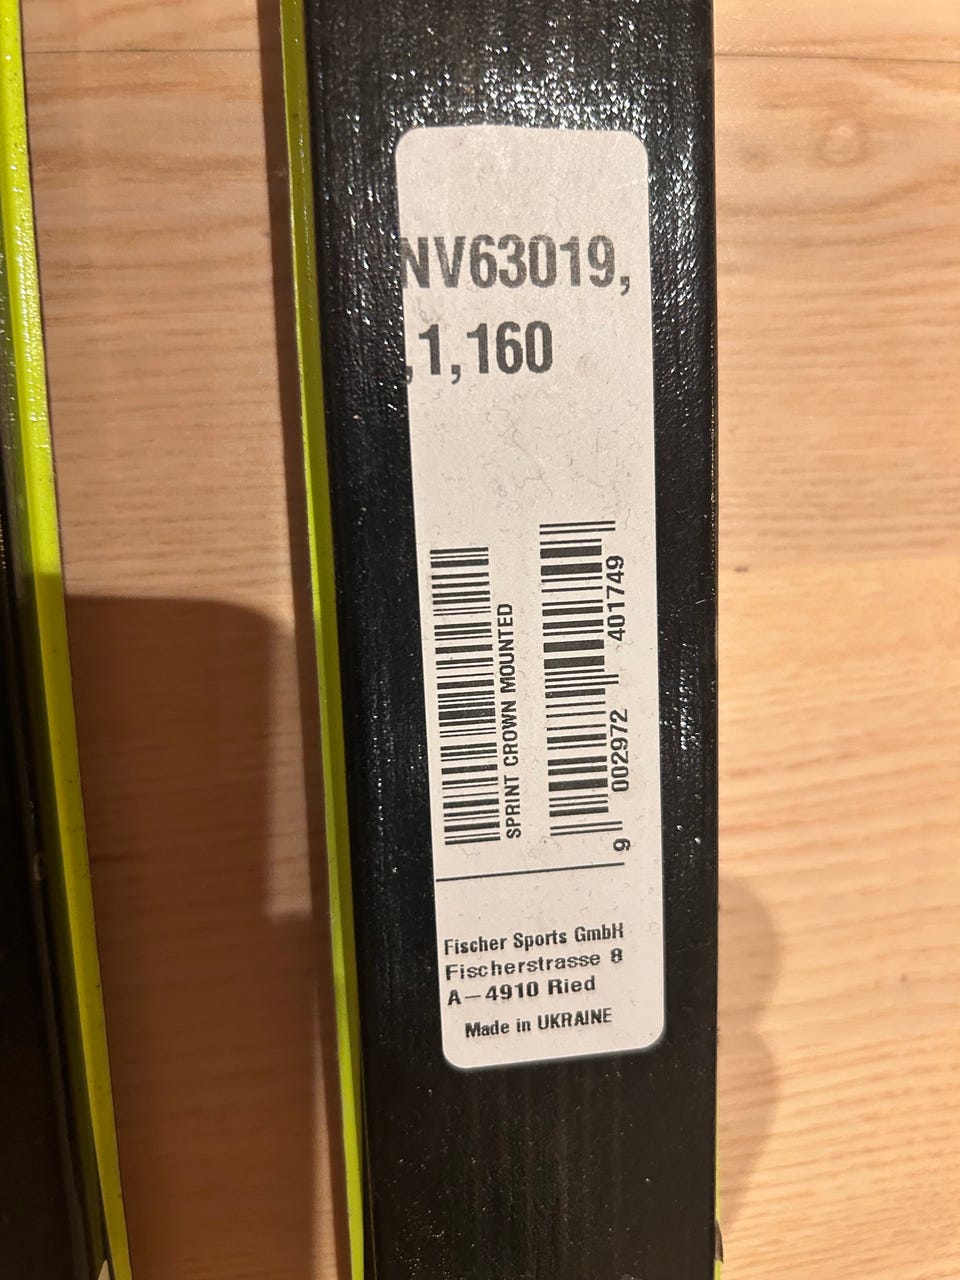 NV63019,
,1,160
SPRINT CROWN MOUNTED
9 002972 401749
Fischer Sports GmbH
Fischerstrasse 8
A-4910 Ried
Made in UKRAINE